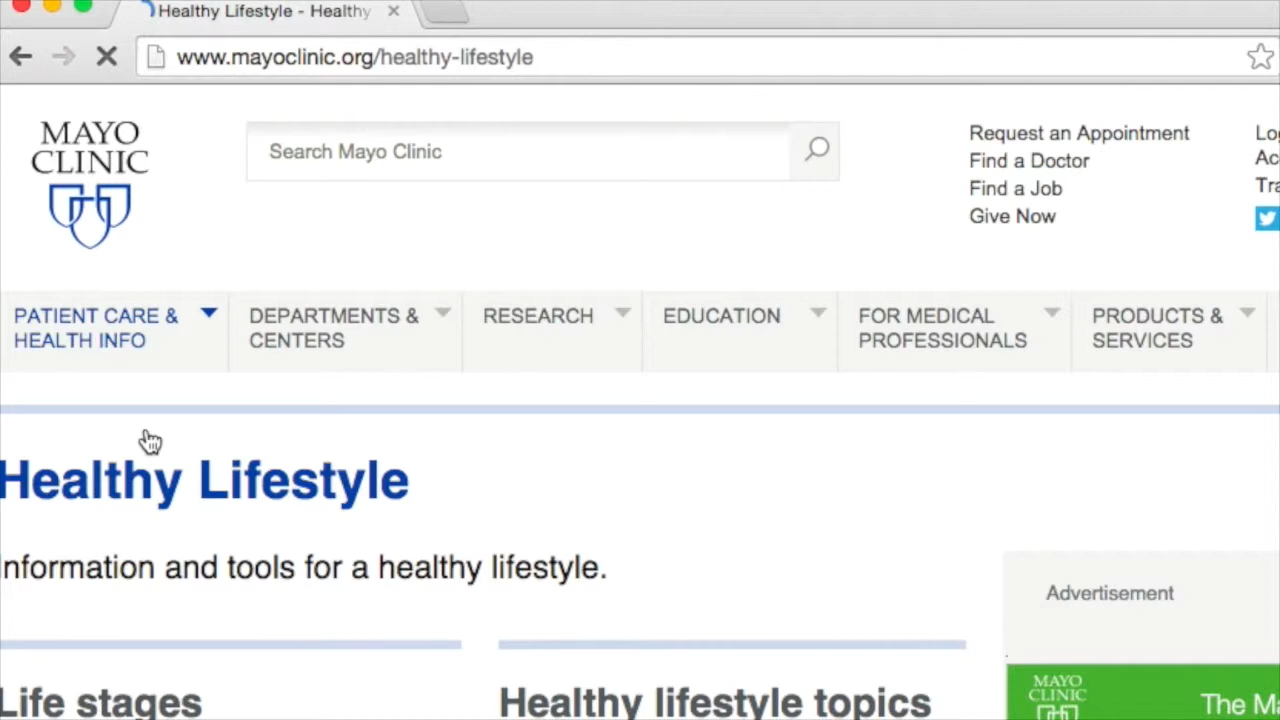 Healthy Lifestyle - Healthy
www.mayoclinic.org/healthy-lifestyle
MAYO
CLINIC
Search Mayo Clinic
Request an Appointment
Find a Doctor
Find a Job
Give Now
PATIENT CARE &
HEALTH INFO
DEPARTMENTS &
CENTERS
RESEARCH
EDUCATION
FOR MEDICAL
PROFESSIONALS
PRODUCTS &
SERVICES
Healthy Lifestyle
Information and tools for a healthy lifestyle.
Advertisement
Life stages
Healthy lifestyle topics
MAYO
CLINIC
The